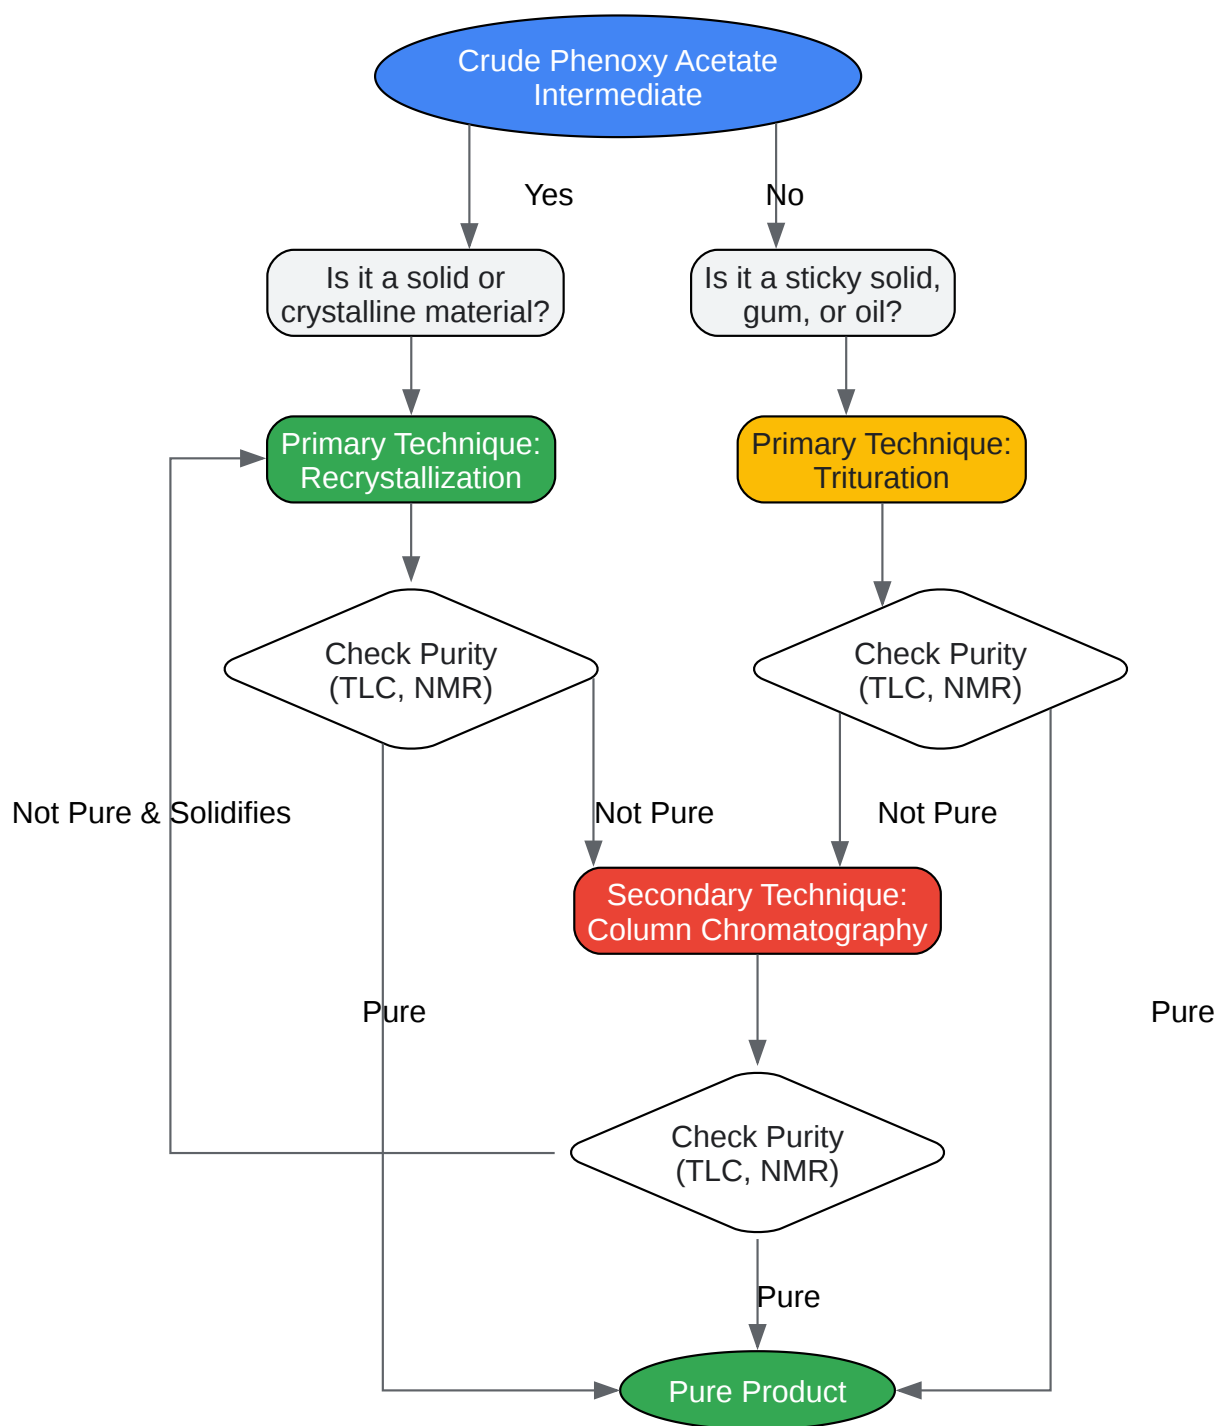 Crude Phenoxy Acetate
Intermediate
Yes
No
Is it a solid or
crystalline material?
Is it a sticky solid,
gum, or oil?
Primary Technique:
Recrystallization
Primary Technique:
Trituration
Check Purity
(TLC, NMR)
Check Purity
(TLC, NMR)
Not Pure & Solidifies
Not Pure
Not Pure
Secondary Technique:
Column Chromatography
Pure
Pure
Check Purity
(TLC, NMR)
Pure
Pure Product